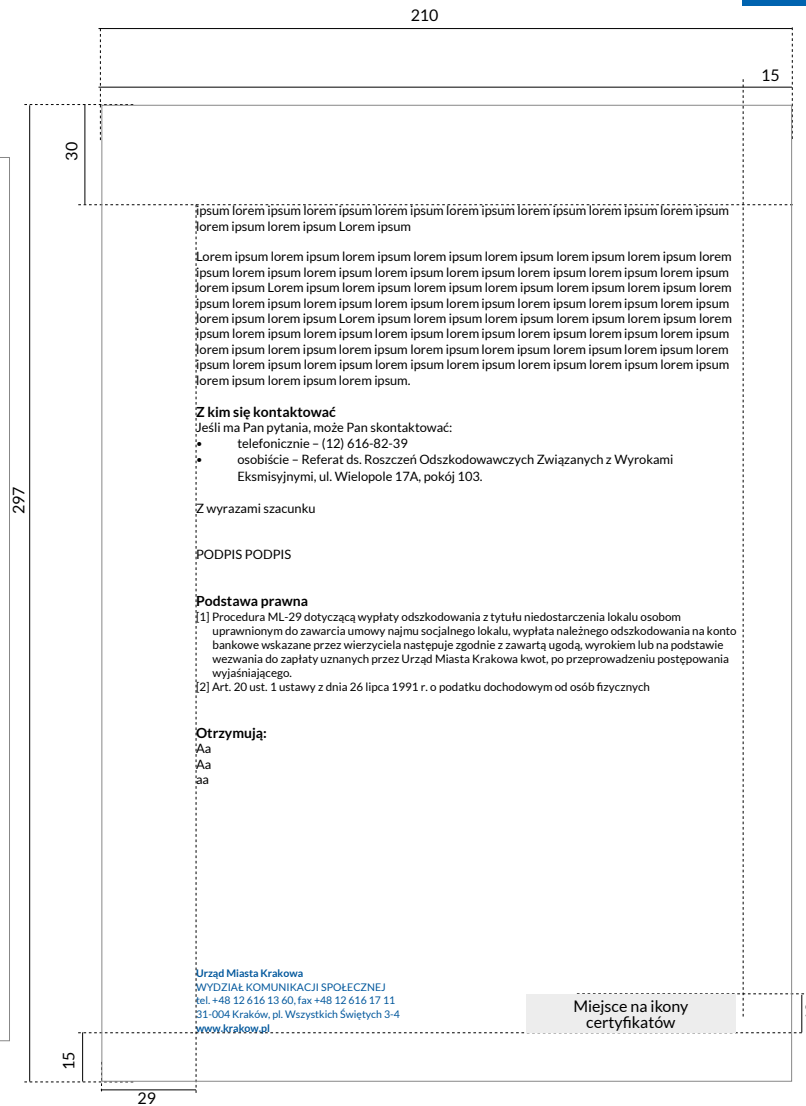 210
15
30
ipsum lorem ipsum lorem ipsum lorem ipsum lorem ipsum lorem ipsum lorem ipsum lorem ipsum
lorem ipsum lorem ipsum Lorem ipsum
Lorem ipsum lorem ipsum lorem ipsum lorem ipsum lorem ipsum lorem ipsum lorem ipsum lorem
ipsum lorem ipsum lorem ipsum lorem ipsum lorem ipsum lorem ipsum lorem ipsum lorem ipsum
lorem ipsum Lorem ipsum lorem ipsum lorem ipsum lorem ipsum lorem ipsum lorem ipsum lorem
ipsum lorem ipsum lorem ipsum lorem ipsum lorem ipsum lorem ipsum lorem ipsum lorem ipsum
lorem ipsum lorem ipsum Lorem ipsum lorem ipsum lorem ipsum lorem ipsum lorem ipsum lorem
ipsum lorem ipsum lorem ipsum lorem ipsum lorem ipsum lorem ipsum lorem ipsum lorem ipsum
lorem ipsum lorem ipsum lorem ipsum lorem ipsum lorem ipsum lorem ipsum lorem ipsum lorem
ipsum lorem ipsum lorem ipsum lorem ipsum lorem ipsum lorem ipsum lorem ipsum lorem ipsum
lorem ipsum lorem ipsum lorem ipsum.
Z kim się kontaktować
Jeśli ma Pan pytania, może Pan skontaktować:
• telefonicznie – (12) 616-82-39
• osobiście – Referat ds. Roszczeń Odszkodowawczych Związanych z Wyrokami
Eksmisyjnymi, ul. Wielopole 17A, pokój 103.
297
Z wyrazami szacunku
PODPIS PODPIS
Podstawa prawna
[1] Procedura ML-29 dotyczącą wypłaty odszkodowania z tytułu niedostarczenia lokalu osobom
uprawnionym do zawarcia umowy najmu socjalnego lokalu, wypłata należnego odszkodowania na konto
bankowe wskazane przez wierzyciela następuje zgodnie z zawartą ugodą, wyrokiem lub na podstawie
wezwania do zapłaty uznanych przez Urząd Miasta Krakowa kwot, po przeprowadzeniu postępowania
wyjaśniającego.
[2] Art. 20 ust. 1 ustawy z dnia 26 lipca 1991 r. o podatku dochodowym od osób fizycznych
Otrzymują:
Aa
Aa
aa
Urząd Miasta Krakowa
WYDZIAŁ KOMUNIKACJI SPOŁECZNEJ
tel. +48 12 616 13 60, fax +48 12 616 17 11
31-004 Kraków, pl. Wszystkich Świętych 3-4
www.krakow.pl
Miejsce na ikony
certyfikatów
15
29